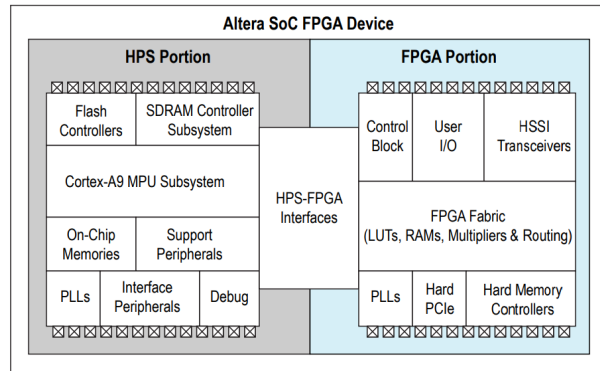 Altera SoC FPGA Device
HPS Portion
FPGA Portion
Flash
Controllers
SDRAM Controller
Subsystem
Cortex-A9 MPU Subsystem
On-Chip
Memories
Support
Peripherals
PLLs
Interface
Peripherals
Debug
HPS-FPGA
Interfaces
Control
Block
User
I/O
HSSI
Transceivers
FPGA Fabric
(LUTs, RAMs, Multipliers & Routing)
PLLs
Hard
PCIe
Hard Memory
Controllers